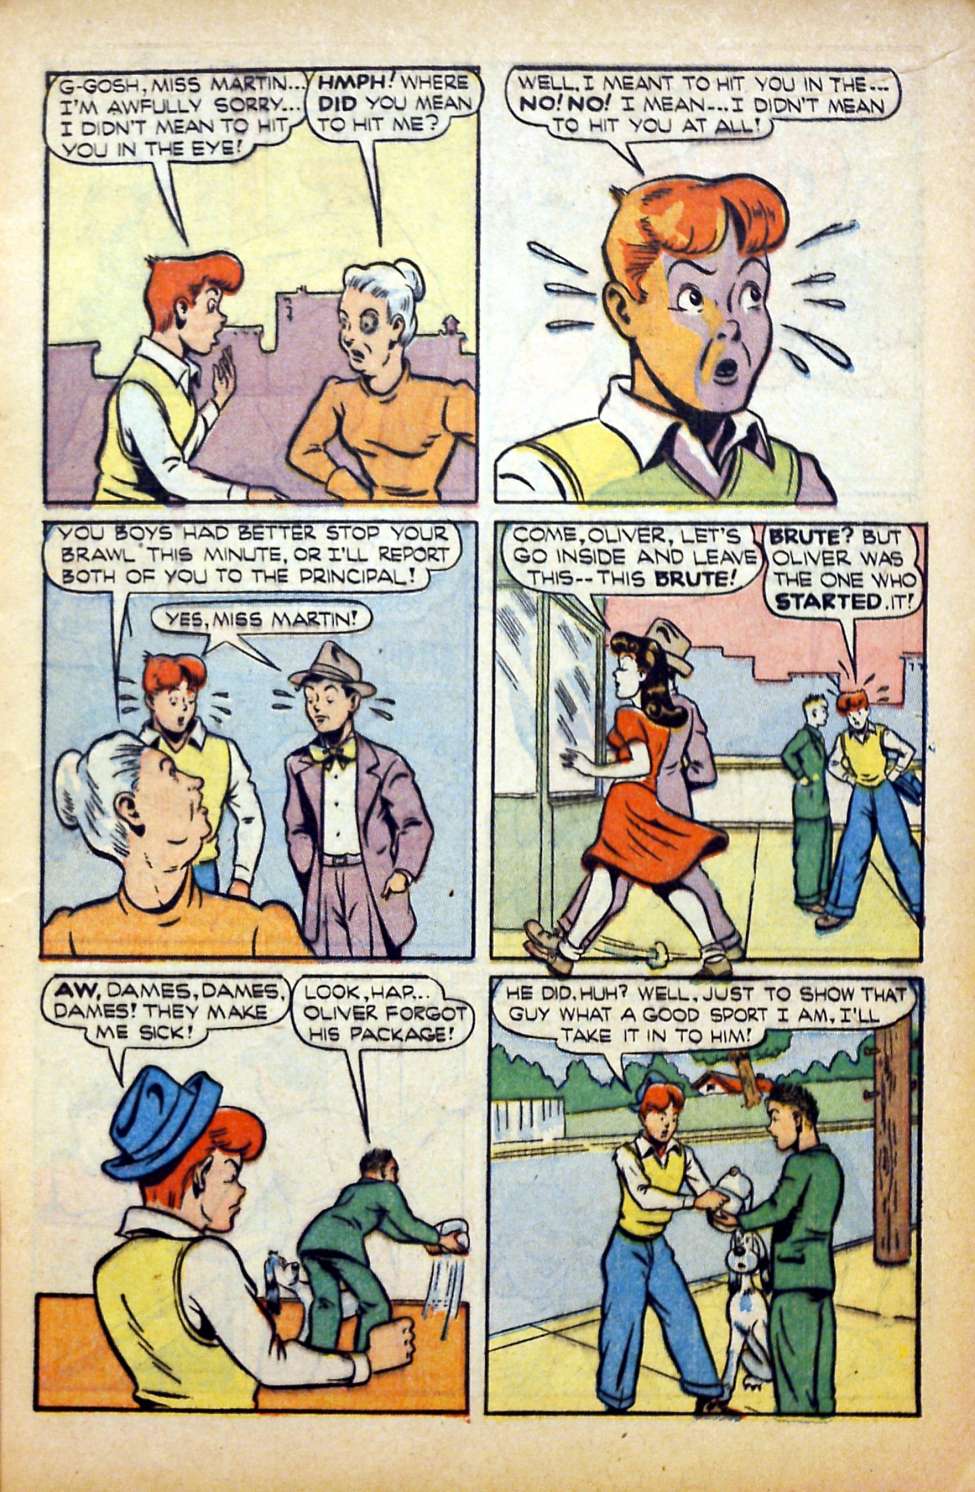 G-GOSH, MISS MARTIN...
I'M AWFULLY SORRY...
I DIDN'T MEAN TO HIT
YOU IN THE EYE!
HMPH! WHERE
DID YOU MEAN
TO HIT ME?
WELL, I MEANT TO HIT YOU IN THE---
NO! NO! I MEAN--- I DIDN'T MEAN
TO HIT YOU AT ALL!
YOU BOYS HAD BETTER STOP YOUR
BRAWL THIS MINUTE, OR I'LL REPORT
BOTH OF YOU TO THE PRINCIPAL!
YES, MISS MARTIN!
COME, OLIVER, LET'S
GO INSIDE AND LEAVE
THIS--THIS BRUTE!
BRUTE? BUT
OLIVER WAS
THE ONE WHO
STARTED IT!
AW, DAMES, DAMES,
DAMES! THEY MAKE
ME SICK!
LOOK, HAP...
OLIVER FORGOT
HIS PACKAGE!
HE DID, HUH? WELL, JUST TO SHOW THAT
GUY WHAT A GOOD SPORT I AM, I'LL
TAKE IT IN TO HIM!